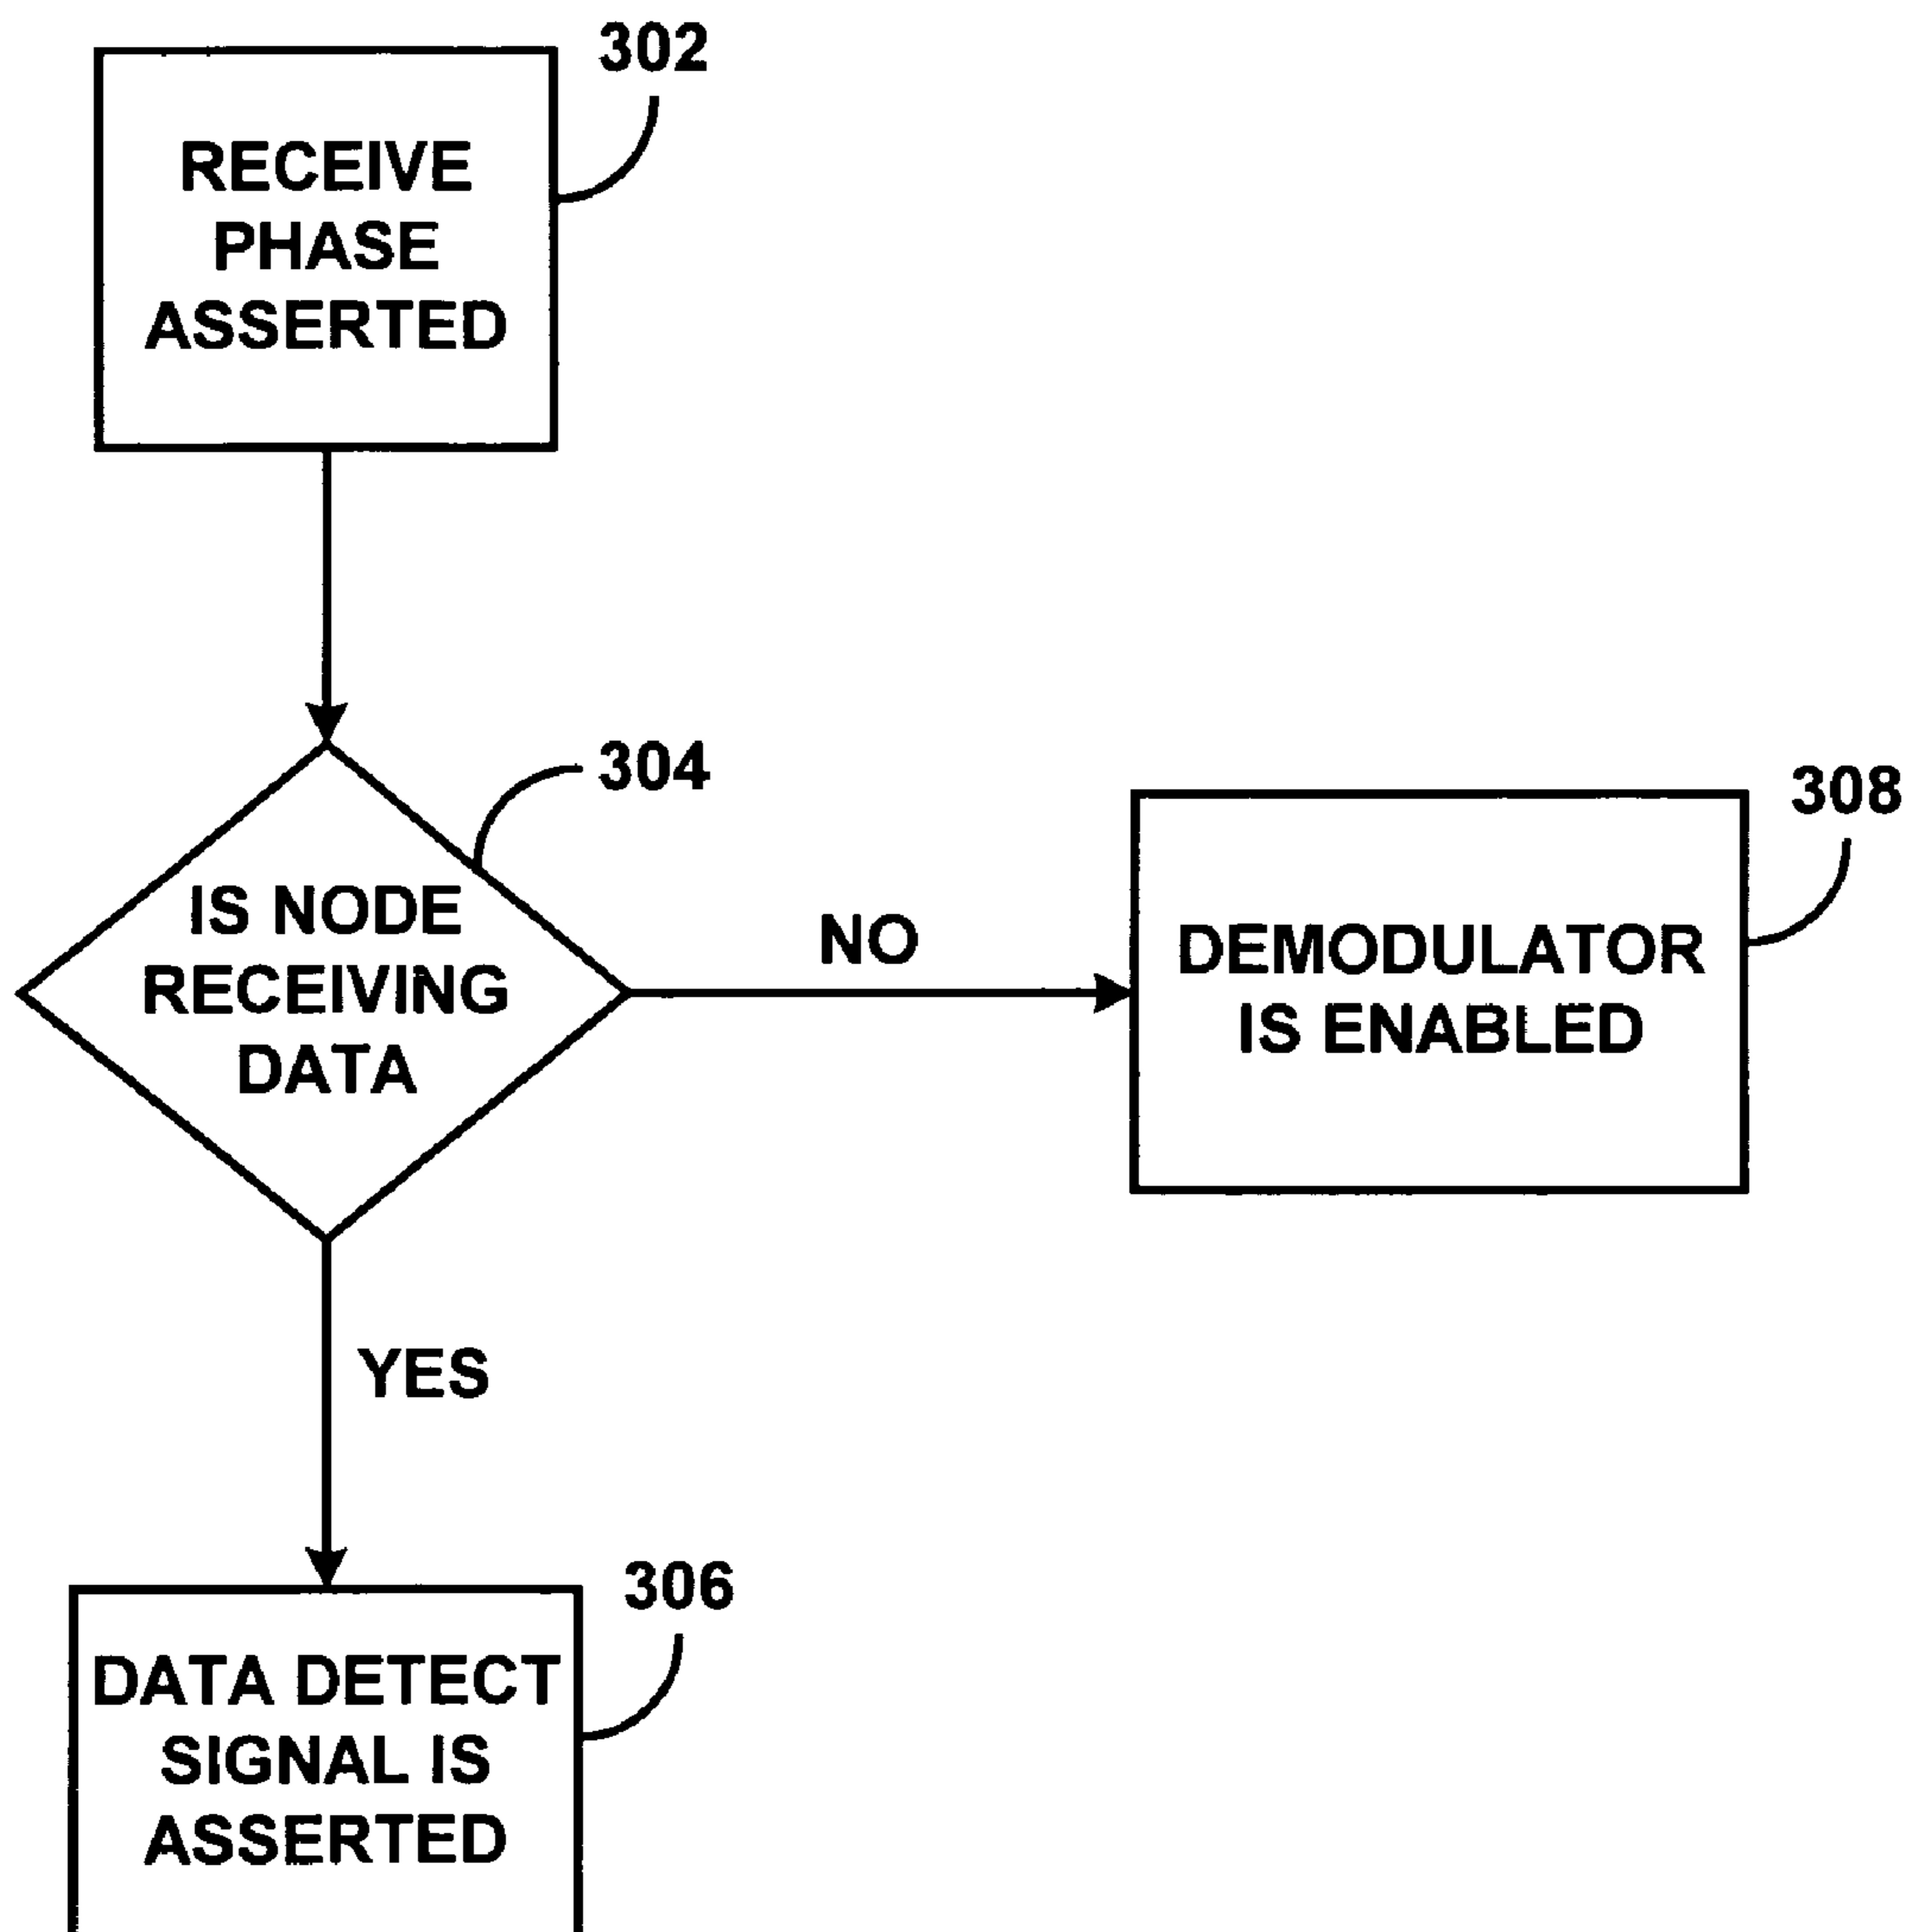 302
RECEIVE
PHASE
ASSERTED
304
IS NODE
RECEIVING
DATA
NO
308
DEMODULATOR
IS ENABLED
YES
306
DATA DETECT
SIGNAL IS
ASSERTED